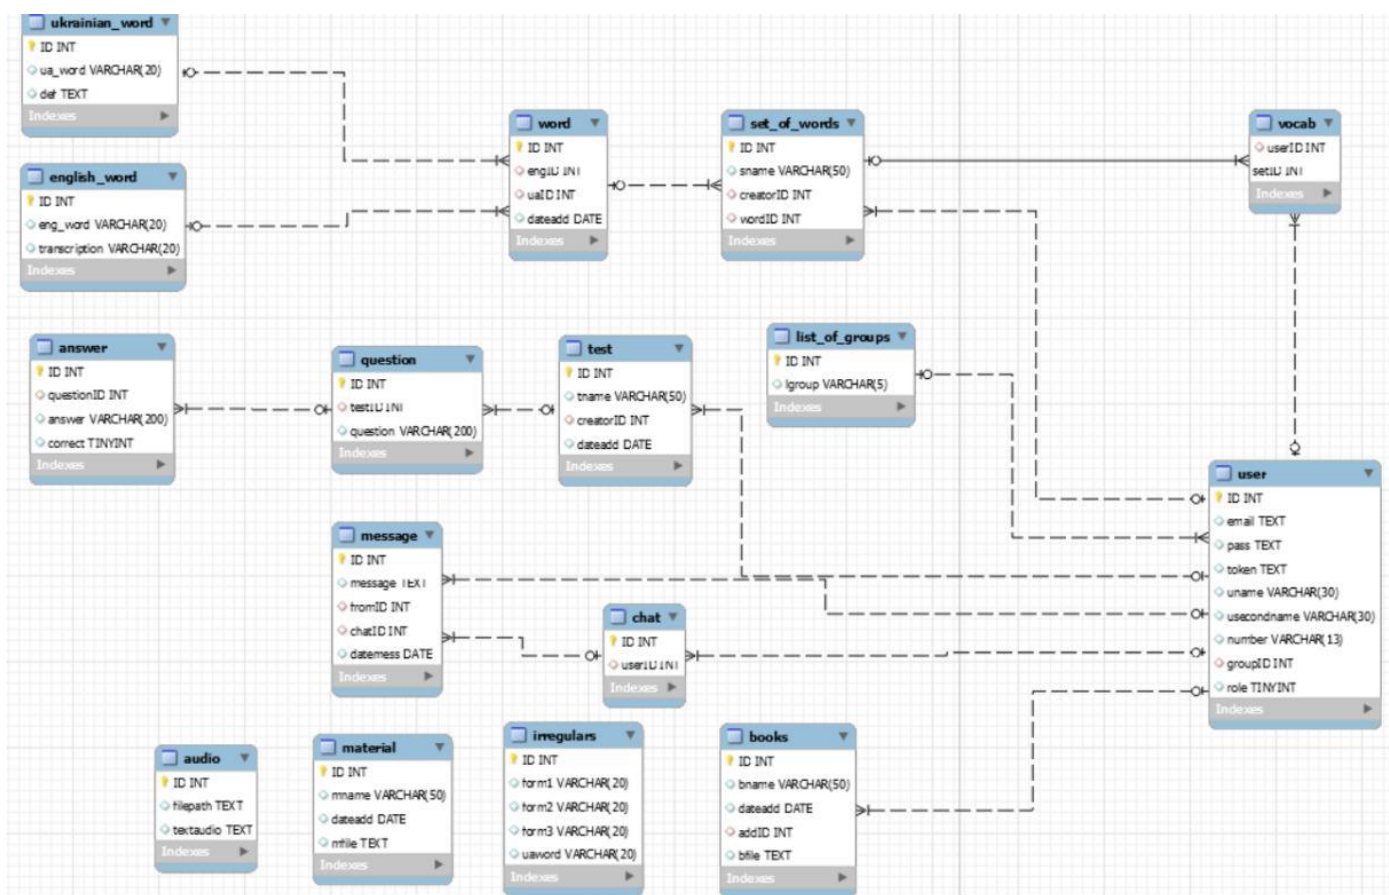 ukrainian_word
ID INT
ua_word VARCHAR(20)
def TEXT
Indexes
english_word
ID INT
eng_word VARCHAR(20)
transcription VARCHAR(20)
Indexes
word
ID INT
engID INT
uaID INT
dateadd DATE
Indexes
set_of_words
ID INT
sname VARCHAR(50)
creatorID INT
wordID INT
Indexes
vocab
userID INT
setID INT
Indexes
answer
ID INT
questionID INT
answer VARCHAR(200)
correct TINYINT
Indexes
question
ID INT
testID INT
question VARCHAR(200)
Indexes
test
ID INT
tname VARCHAR(50)
creatorID INT
dateadd DATE
Indexes
list_of_groups
ID INT
lgroup VARCHAR(5)
Indexes
user
ID INT
email TEXT
pass TEXT
token TEXT
uname VARCHAR(30)
usecondname VARCHAR(30)
number VARCHAR(13)
groupID INT
role TINYINT
Indexes
message
ID INT
message TEXT
fromID INT
chatID INT
datemess DATE
Indexes
chat
ID INT
userID INT
Indexes
audio
ID INT
filepath TEXT
textaudio TEXT
Indexes
material
ID INT
mname VARCHAR(50)
dateadd DATE
mfile TEXT
Indexes
irregulars
ID INT
form1 VARCHAR(20)
form2 VARCHAR(20)
form3 VARCHAR(20)
uaword VARCHAR(20)
Indexes
books
ID INT
bname VARCHAR(50)
dateadd DATE
addID INT
bfile TEXT
Indexes